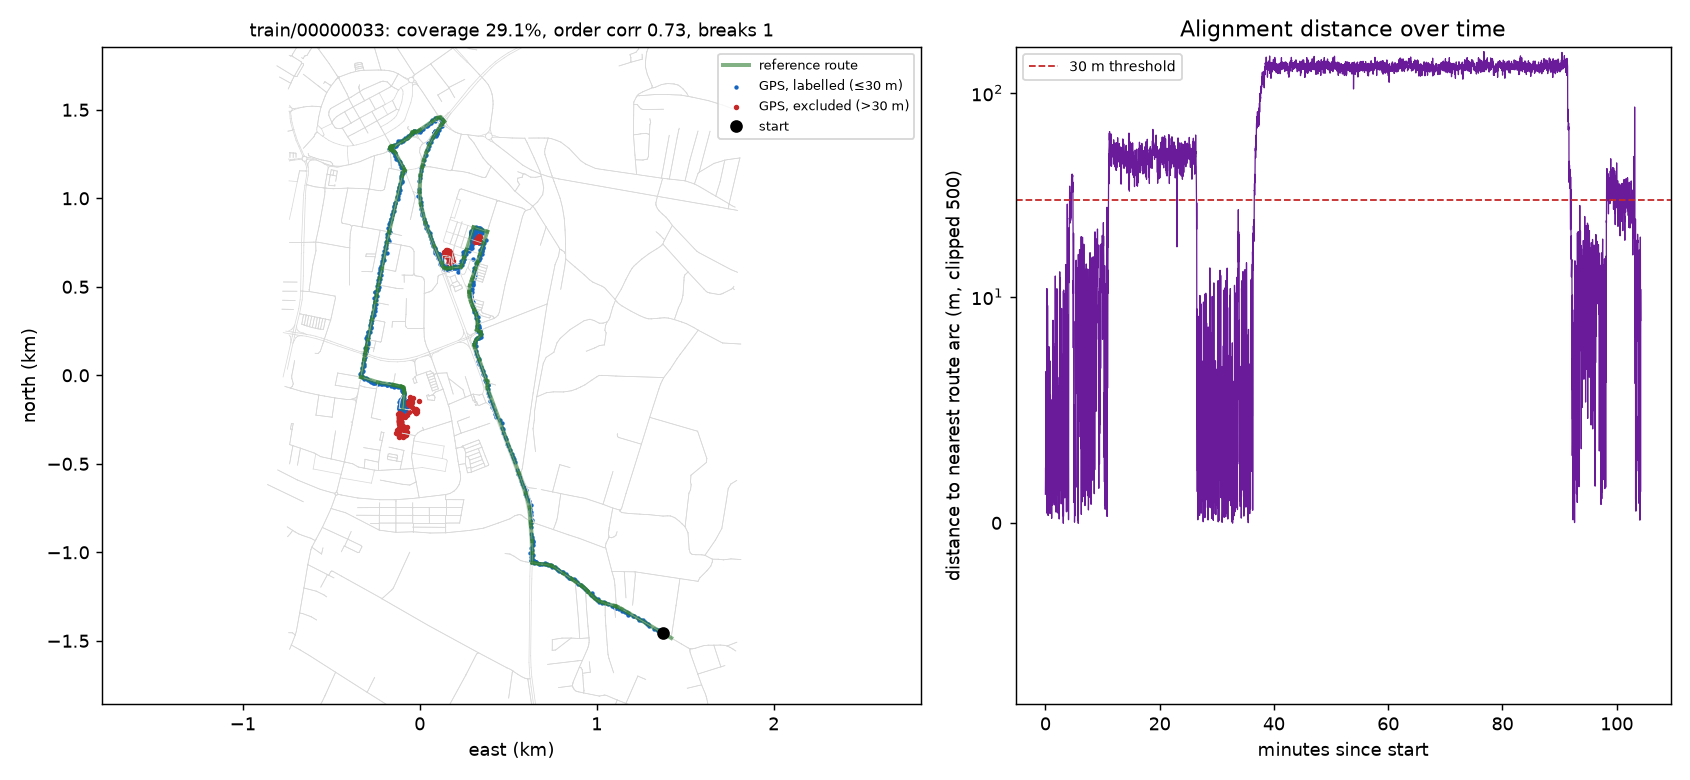 train/00000033: coverage 29.1%, order corr 0.73, breaks 1
reference route
GPS, labelled (≤30 m)
GPS, excluded (>30 m)
start
1.5
1.0
0.5
0.0
−0.5
−1.0
−1.5
north (km)
−1
0
1
2
east (km)
Alignment distance over time
30 m threshold
10²
10¹
0
distance to nearest route arc (m, clipped 500)
0
20
40
60
80
100
minutes since start